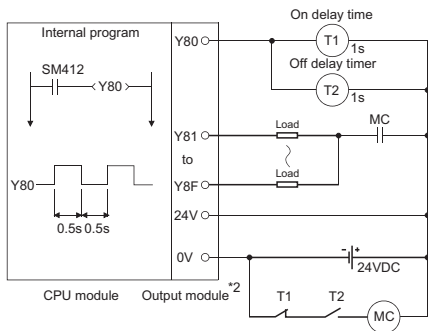 On delay time
Internal program
Y80
T1
1s
SM412
Off delay timer
Y80
T2
1s
Y81
Load
MC
to
Y80
Y8F
Load
0.5s 0.5s
24V
0V
24VDC
CPU module
Output module *2
T1
T2
MC